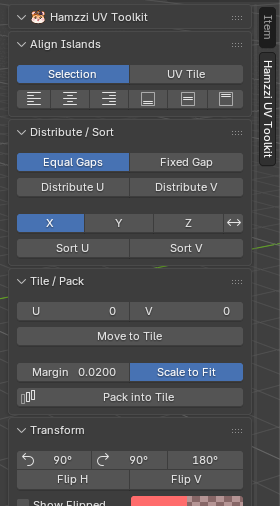 Hamzzi UV Toolkit
Item
Align Islands
Hamzzi UV Toolkit
Selection UV Tile
Distribute / Sort
Equal Gaps Fixed Gap
Distribute U Distribute V
X Y Z
Sort U Sort V
Tile / Pack
U 0 V 0
Move to Tile
Margin 0.0200 Scale to Fit
Pack into Tile
Transform
90° 90° 180°
Flip H Flip V
Show Flipped